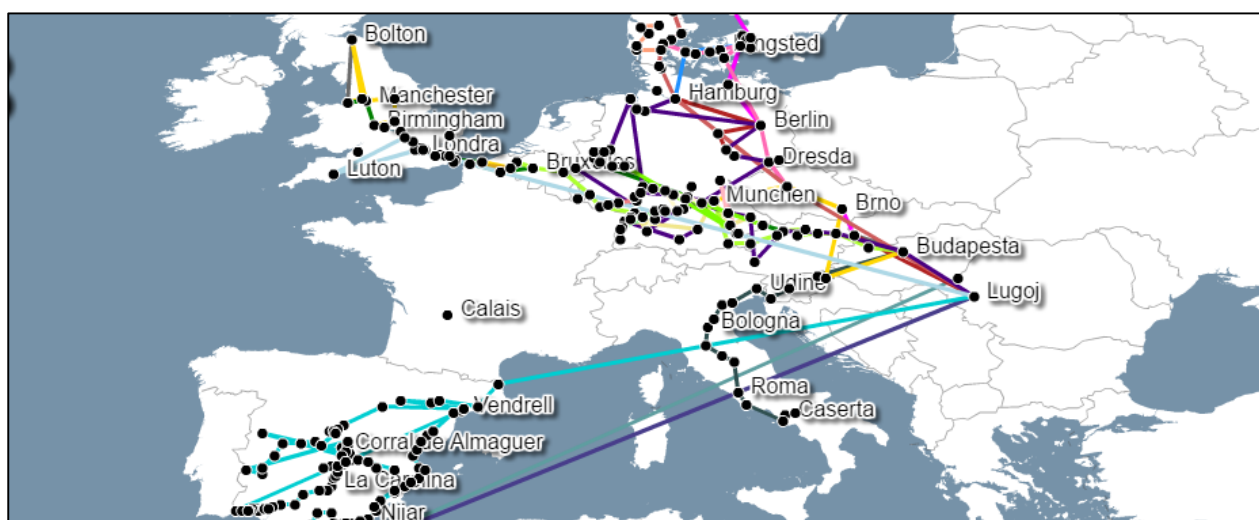 Bolton
Ringsted
Manchester
Hamburg
Birmingham
Berlin
Londra
Luton
Bruxelles
Dresda
Munchen
Brno
Budapesta
Udine
Lugoj
Calais
Bologna
Roma
Vendrell
Caserta
Corral de Almaguer
La Carolina
Nijar